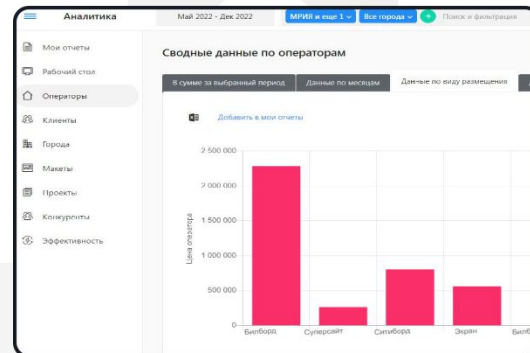 Аналитика
Май 2022 - Дек 2022
МРИЯ и еще 1
Все города
Поиск и фильтрация
Мои отчеты
Рабочий стол
Операторы
Клиенты
Города
Макеты
Проекты
Конкуренты
Эффективность
Сводные данные по операторам
В сумме за выбранный период
Данные по месяцам
Данные по виду размещения
Добавить в мои отчеты
Цена оператора
2 500 000
2 000 000
1 500 000
1 000 000
500 000
0
Билборд
Суперсайт
Ситиборд
Экран